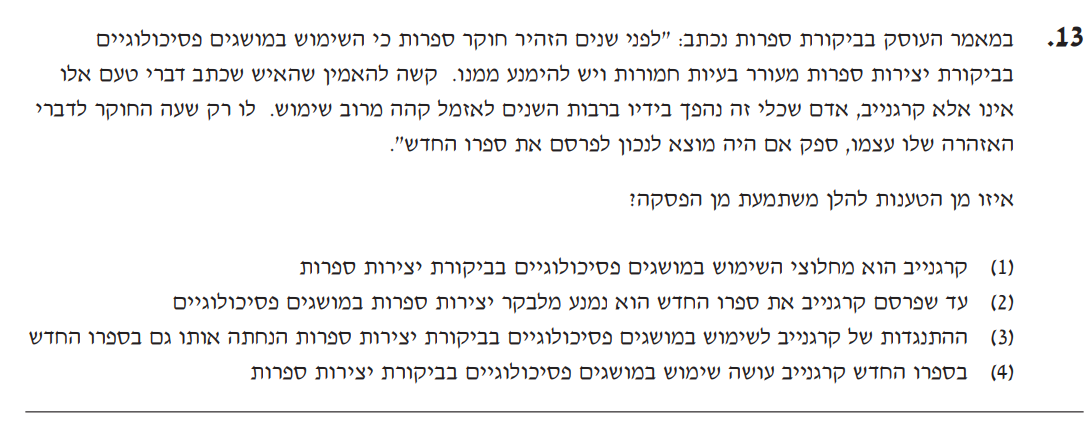 13. במאמר העוסק בביקורת ספרות נכתב: "לפני שנים הזהיר חוקר ספרות כי השימוש במושגים פסיכולוגיים
בביקורת יצירות ספרות מעורר בעיות חמורות ויש להימנע ממנו. קשה להאמין שהאיש שכתב דברי טעם אלו
אינו אלא קרגנייב, אדם שכלי זה נהפך בידיו ברבות השנים לאזמל קהה מרוב שימוש. לו רק שעה החוקר לדברי
האזהרה שלו עצמו, ספק אם היה מוצא לנכון לפרסם את ספרו החדש".
איזו מן הטענות להלן משתמעת מן הפסקה?
(1) קרגנייב הוא מחלוצי השימוש במושגים פסיכולוגיים בביקורת יצירות ספרות
(2) עד שפרסם קרגנייב את ספרו החדש הוא נמנע מלבקר יצירות ספרות במושגים פסיכולוגיים
(3) ההתנגדות של קרגנייב לשימוש במושגים פסיכולוגיים בביקורת יצירות ספרות הנחתה אותו גם בספרו החדש
(4) בספרו החדש קרגנייב עושה שימוש במושגים פסיכולוגיים בביקורת יצירות ספרות